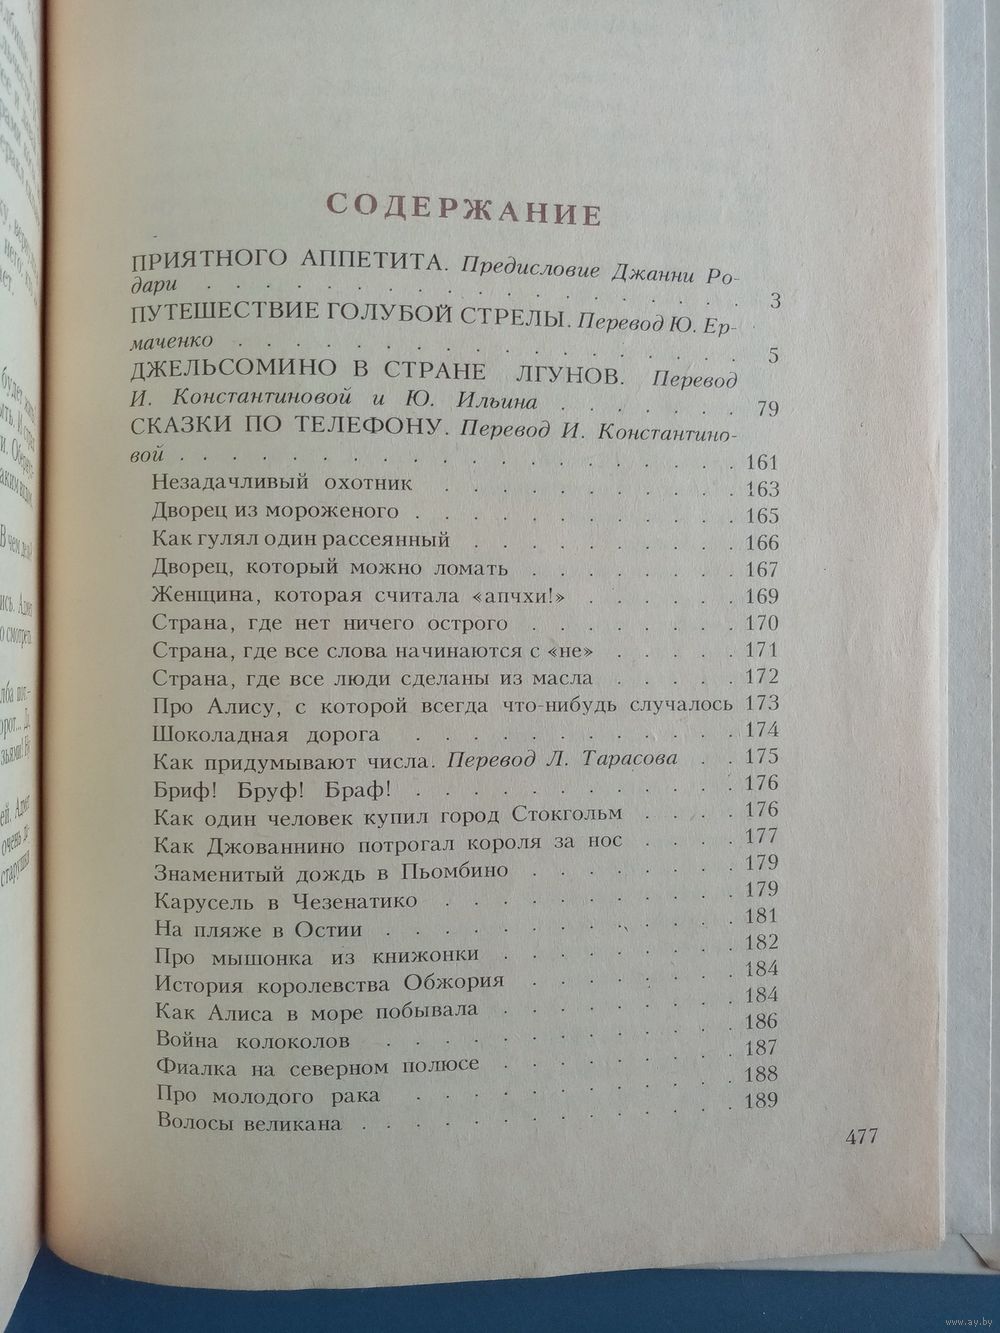 СОДЕРЖАНИЕ
ПРИЯТНОГО АППЕТИТА. Предисловие Джанни Ро-
дари . . . . . . . . . . . . . . . . . . 3
ПУТЕШЕСТВИЕ ГОЛУБОЙ СТРЕЛЫ. Перевод Ю. Ер-
маченко . . . . . . . . . . . . . . . . . 5
ДЖЕЛЬСОМИНО В СТРАНЕ ЛГУНОВ. Перевод
И. Константиновой и Ю. Ильина . . . . . . . 79
СКАЗКИ ПО ТЕЛЕФОНУ. Перевод И. Константино-
вой . . . . . . . . . . . . . . . . . . . 161
Незадачливый охотник . . . . . . . . . . . 163
Дворец из мороженого . . . . . . . . . . . 165
Как гулял один рассеянный . . . . . . . . . 166
Дворец, который можно ломать . . . . . . . 167
Женщина, которая считала «апчхи!» . . . . . . 169
Страна, где нет ничего острого . . . . . . . 170
Страна, где все слова начинаются с «не» . . . . . 171
Страна, где все люди сделаны из масла . . . . . 172
Про Алису, с которой всегда что-нибудь случалось 173
Шоколадная дорога . . . . . . . . . . . . 174
Как придумывают числа. Перевод Л. Тарасова . . 175
Бриф! Бруф! Браф! . . . . . . . . . . . . 176
Как один человек купил город Стокгольм . . . . 176
Как Джованнино потрогал короля за нос . . . . 177
Знаменитый дождь в Пьомбино . . . . . . . 179
Карусель в Чезенатико . . . . . . . . . . 179
На пляже в Остии . . . . . . . . . . . . 181
Про мышонка из книжонки . . . . . . . . 182
История королевства Обжория . . . . . . . 184
Как Алиса в море побывала . . . . . . . . 184
Война колоколов . . . . . . . . . . . . 186
Фиалка на северном полюсе . . . . . . . . 187
Про молодого рака . . . . . . . . . . . 188
Волосы великана . . . . . . . . . . . . 189
477
www.ay.by